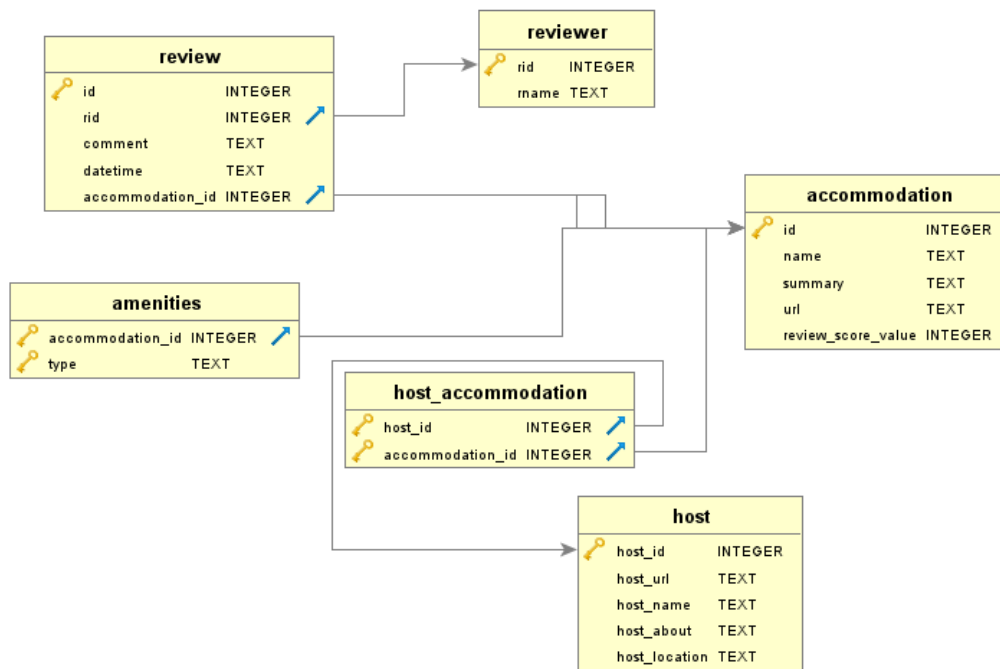 review
id INTEGER
rid INTEGER
comment TEXT
datetime TEXT
accommodation_id INTEGER
reviewer
rid INTEGER
rname TEXT
accommodation
id INTEGER
name TEXT
summary TEXT
url TEXT
review_score_value INTEGER
amenities
accommodation_id INTEGER
type TEXT
host_accommodation
host_id INTEGER
accommodation_id INTEGER
host
host_id INTEGER
host_url TEXT
host_name TEXT
host_about TEXT
host_location TEXT